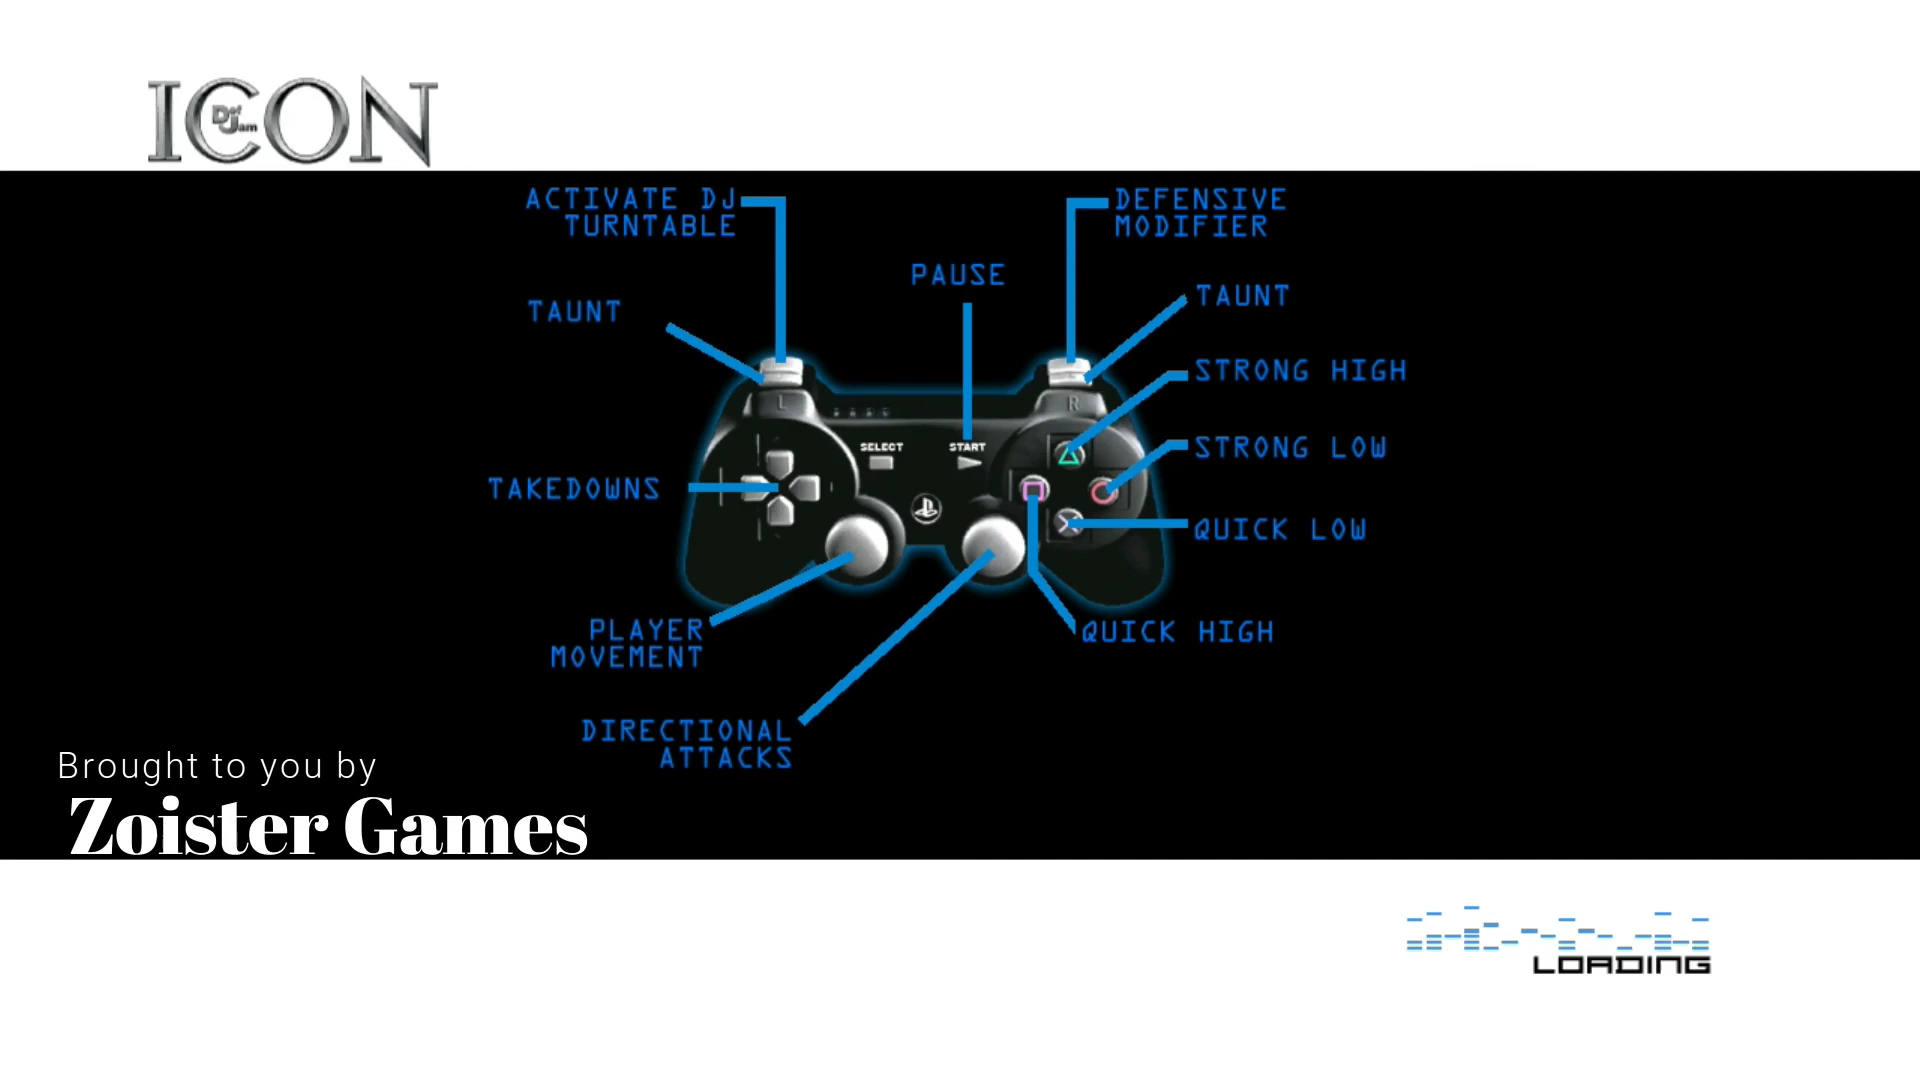 ICON
Def Jam
ACTIVATE DJ
TURNTABLE
DEFENSIVE
MODIFIER
PAUSE
TAUNT
TAUNT
STRONG HIGH
L
R
SELECT
START
STRONG LOW
TAKEDOWNS
QUICK LOW
PLAYER
MOVEMENT
QUICK HIGH
DIRECTIONAL
ATTACKS
Brought to you by
Zoister Games
LOADING